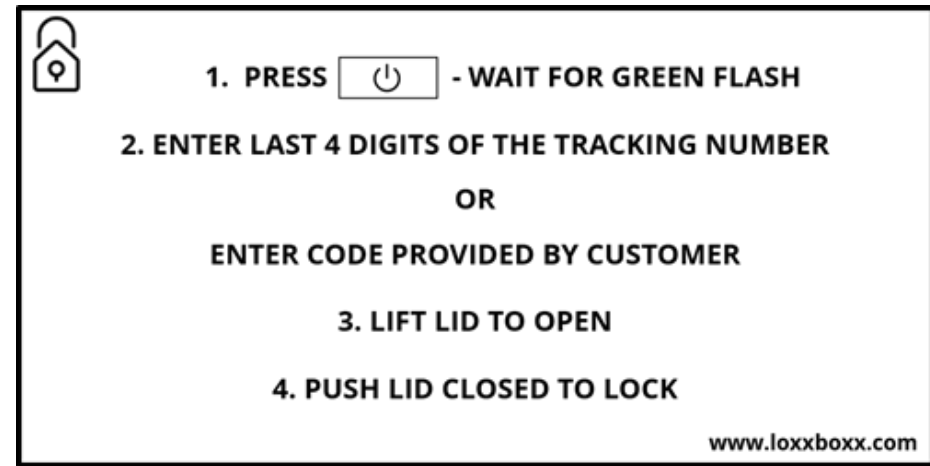 1. PRESS ⏻ - WAIT FOR GREEN FLASH
2. ENTER LAST 4 DIGITS OF THE TRACKING NUMBER
OR
ENTER CODE PROVIDED BY CUSTOMER
3. LIFT LID TO OPEN
4. PUSH LID CLOSED TO LOCK
www.loxxboxx.com